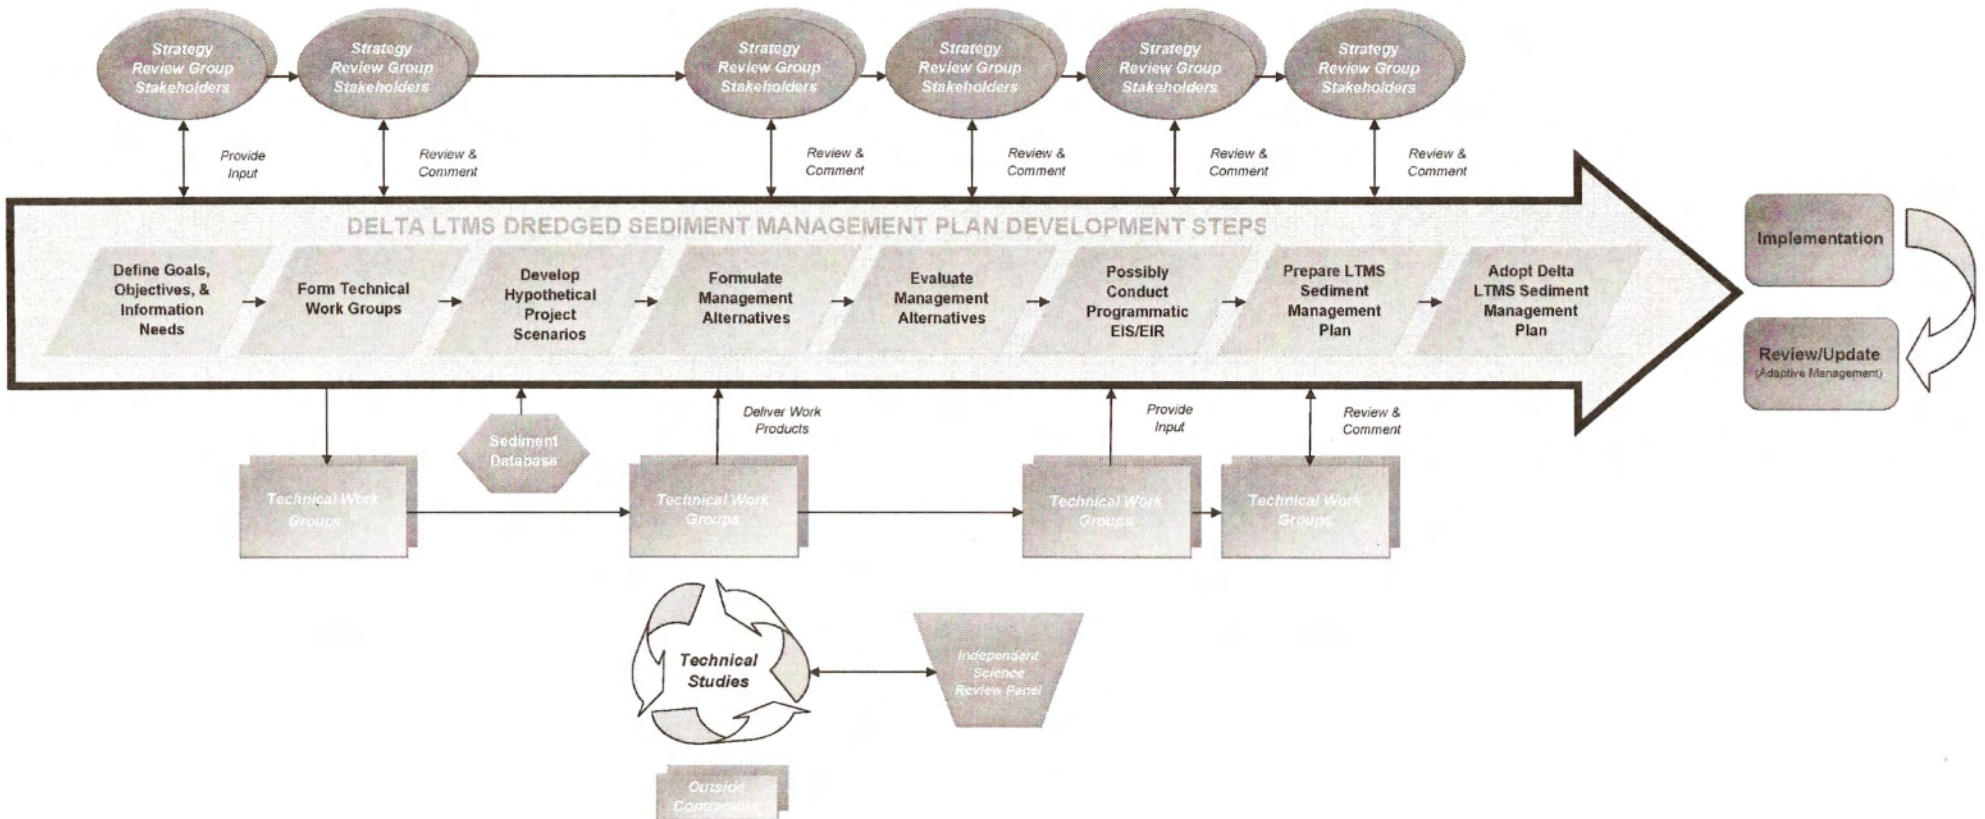 Strategy
Review Group
Stakeholders
Strategy
Review Group
Stakeholders
Strategy
Review Group
Stakeholders
Strategy
Review Group
Stakeholders
Strategy
Review Group
Stakeholders
Strategy
Review Group
Stakeholders
Provide
Input
Review &
Comment
Review &
Comment
Review &
Comment
Review &
Comment
Review &
Comment
DELTA LTMS DREDGED SEDIMENT MANAGEMENT PLAN DEVELOPMENT STEPS
Define Goals,
Objectives, &
Information
Needs
Form Technical
Work Groups
Develop
Hypothetical
Project
Scenarios
Formulate
Management
Alternatives
Evaluate
Management
Alternatives
Possibly
Conduct
Programmatic
EIS/EIR
Prepare LTMS
Sediment
Management
Plan
Adopt Delta
LTMS Sediment
Management
Plan
Implementation
Review/Update
(Adaptive Management)
Deliver Work
Products
Provide
Input
Review &
Comment
Sediment
Database
Technical Work
Groups
Technical Work
Groups
Technical Work
Groups
Technical Work
Groups
Technical
Studies
Independent
Science
Review Panel
Outside
Contractors